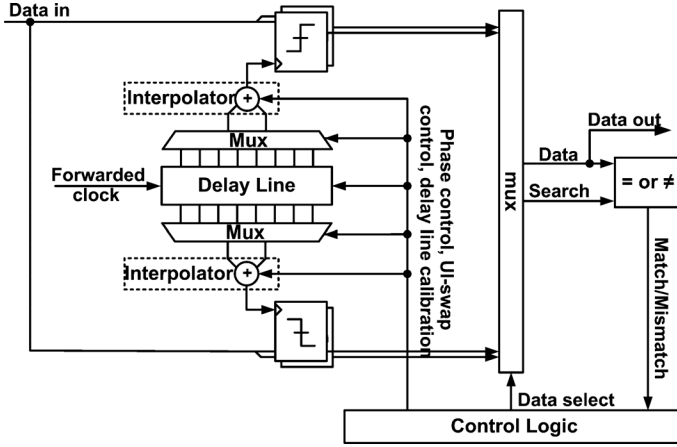 Data in
Interpolator
+
Mux
Forwarded
clock
Delay Line
Mux
Interpolator
+
Phase control, UI-swap
control, delay line calibration
mux
Data out
Data
Search
= or ≠
Match/Mismatch
Data select
Control Logic